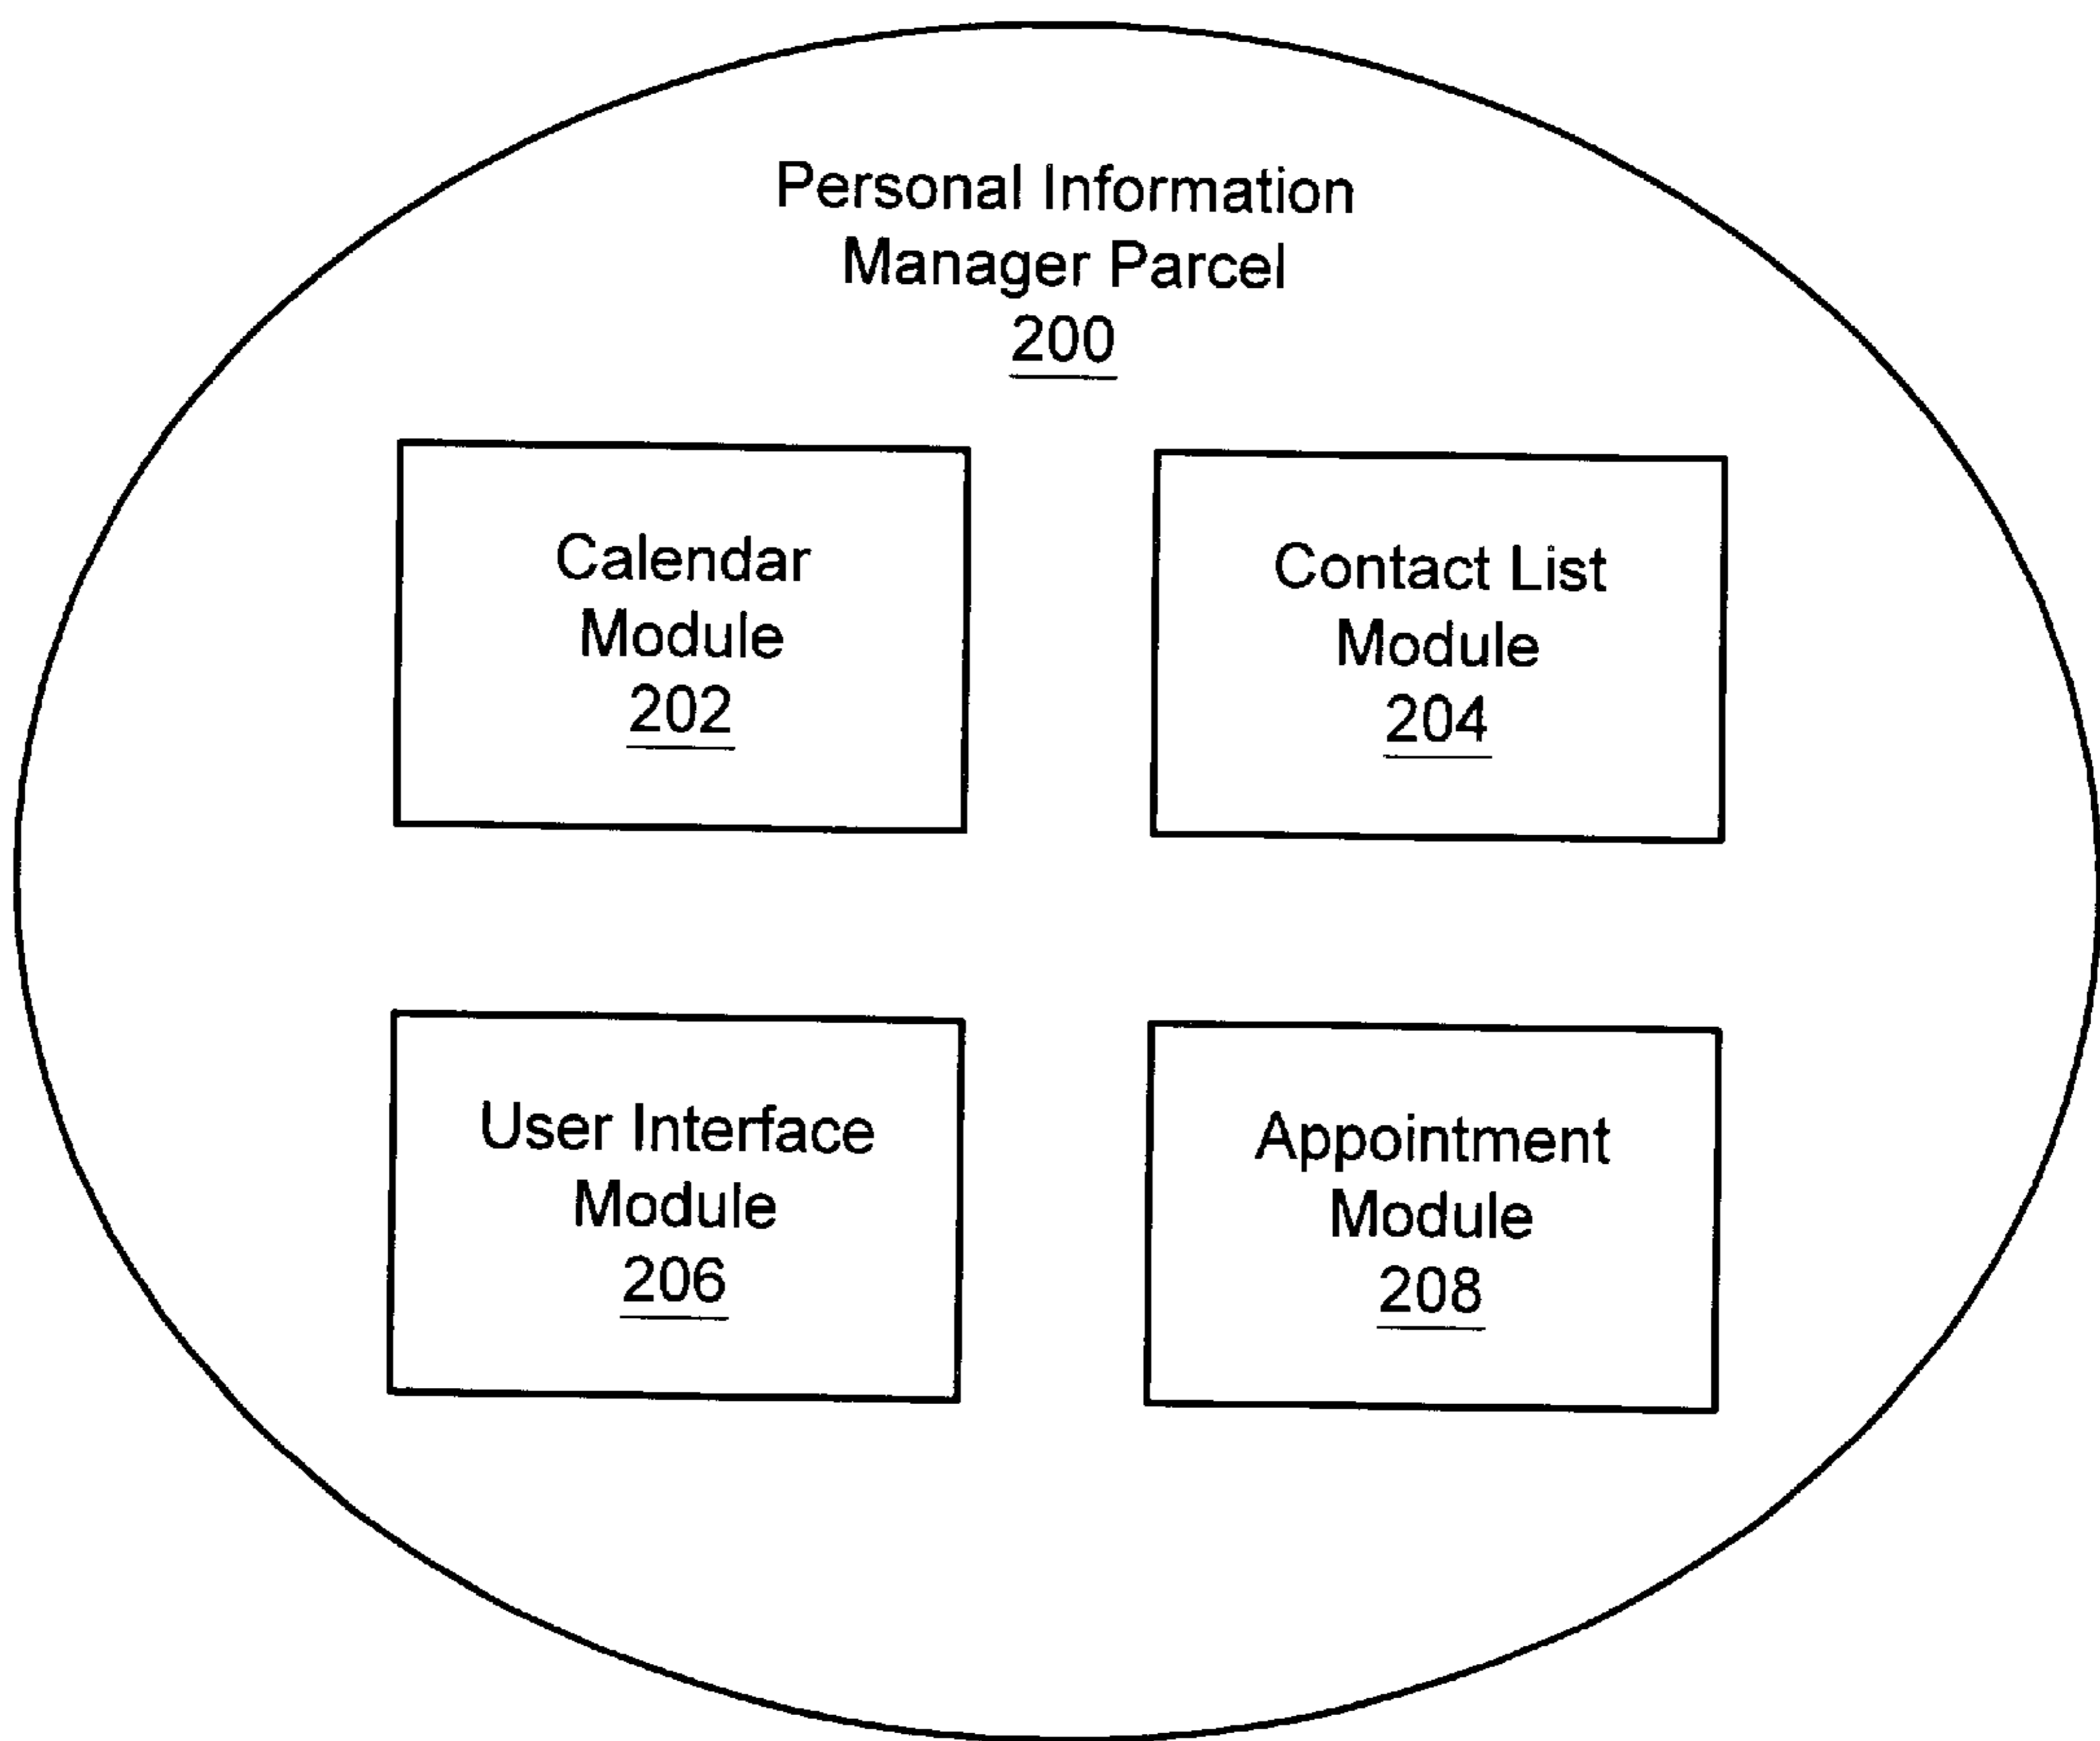 Personal Information
Manager Parcel
200
Calendar
Module
202
Contact List
Module
204
User Interface
Module
206
Appointment
Module
208